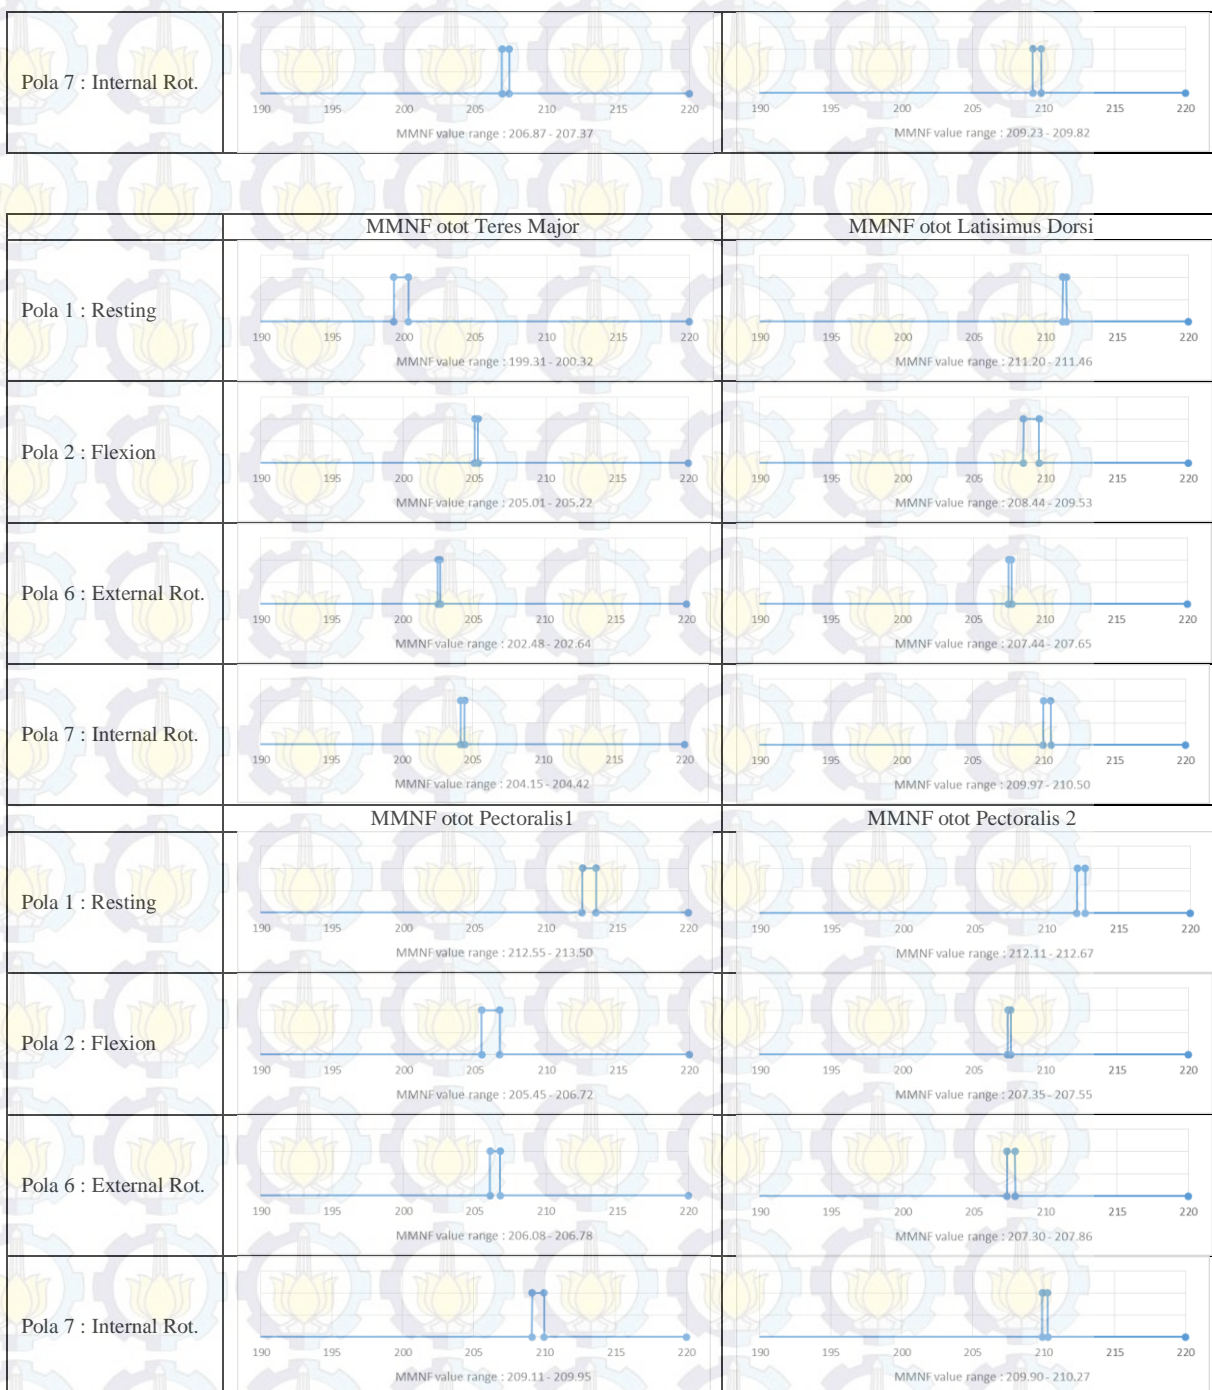 Pola 7 : Internal Rot.
190 195 200 205 210 215 220
MMNF value range : 206.87 - 207.37
190 195 200 205 210 215 220
MMNF value range : 209.23 - 209.82
MMNF otot Teres Major
MMNF otot Latisimus Dorsi
Pola 1 : Resting
190 195 200 205 210 215 220
MMNF value range : 199.31 - 200.32
190 195 200 205 210 215 220
MMNF value range : 211.20 - 211.46
Pola 2 : Flexion
190 195 200 205 210 215 220
MMNF value range : 205.01 - 205.22
190 195 200 205 210 215 220
MMNF value range : 208.44 - 209.53
Pola 6 : External Rot.
190 195 200 205 210 215 220
MMNF value range : 202.48 - 202.64
190 195 200 205 210 215 220
MMNF value range : 207.44 - 207.65
Pola 7 : Internal Rot.
190 195 200 205 210 215 220
MMNF value range : 204.15 - 204.42
190 195 200 205 210 215 220
MMNF value range : 209.97 - 210.50
MMNF otot Pectoralis1
MMNF otot Pectoralis 2
Pola 1 : Resting
190 195 200 205 210 215 220
MMNF value range : 212.55 - 213.50
190 195 200 205 210 215 220
MMNF value range : 212.11 - 212.67
Pola 2 : Flexion
190 195 200 205 210 215 220
MMNF value range : 205.45 - 206.72
190 195 200 205 210 215 220
MMNF value range : 207.35 - 207.55
Pola 6 : External Rot.
190 195 200 205 210 215 220
MMNF value range : 206.08 - 206.78
190 195 200 205 210 215 220
MMNF value range : 207.30 - 207.86
Pola 7 : Internal Rot.
190 195 200 205 210 215 220
MMNF value range : 209.11 - 209.95
190 195 200 205 210 215 220
MMNF value range : 209.90 - 210.27